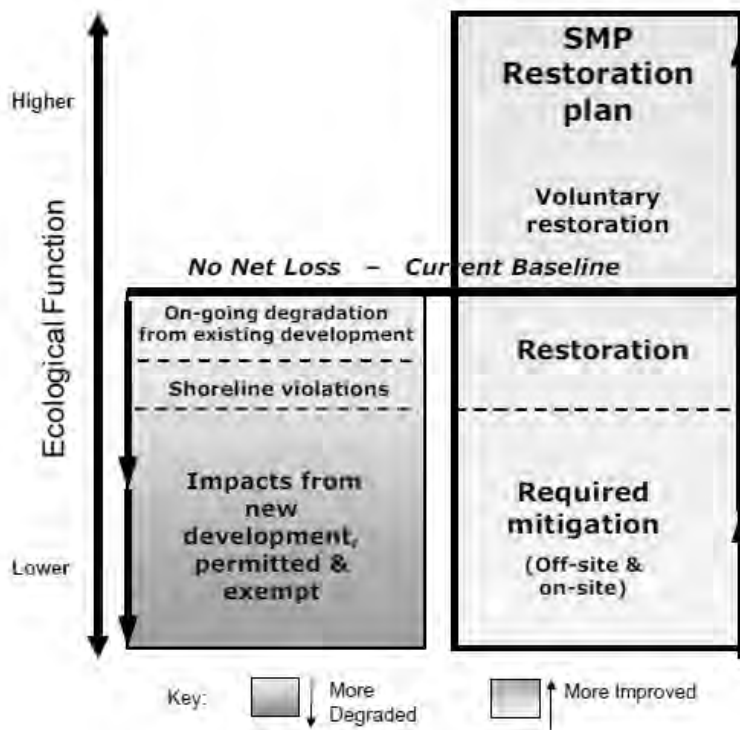 SMP
Restoration
plan
Higher
Voluntary
restoration
Ecological Function
No Net Loss – Current Baseline
On-going degradation
from existing development
Restoration
Shoreline violations
Impacts from
new
development,
permitted &
exempt
Required
mitigation
(Off-site &
on-site)
Lower
Key:
More
Degraded
More Improved